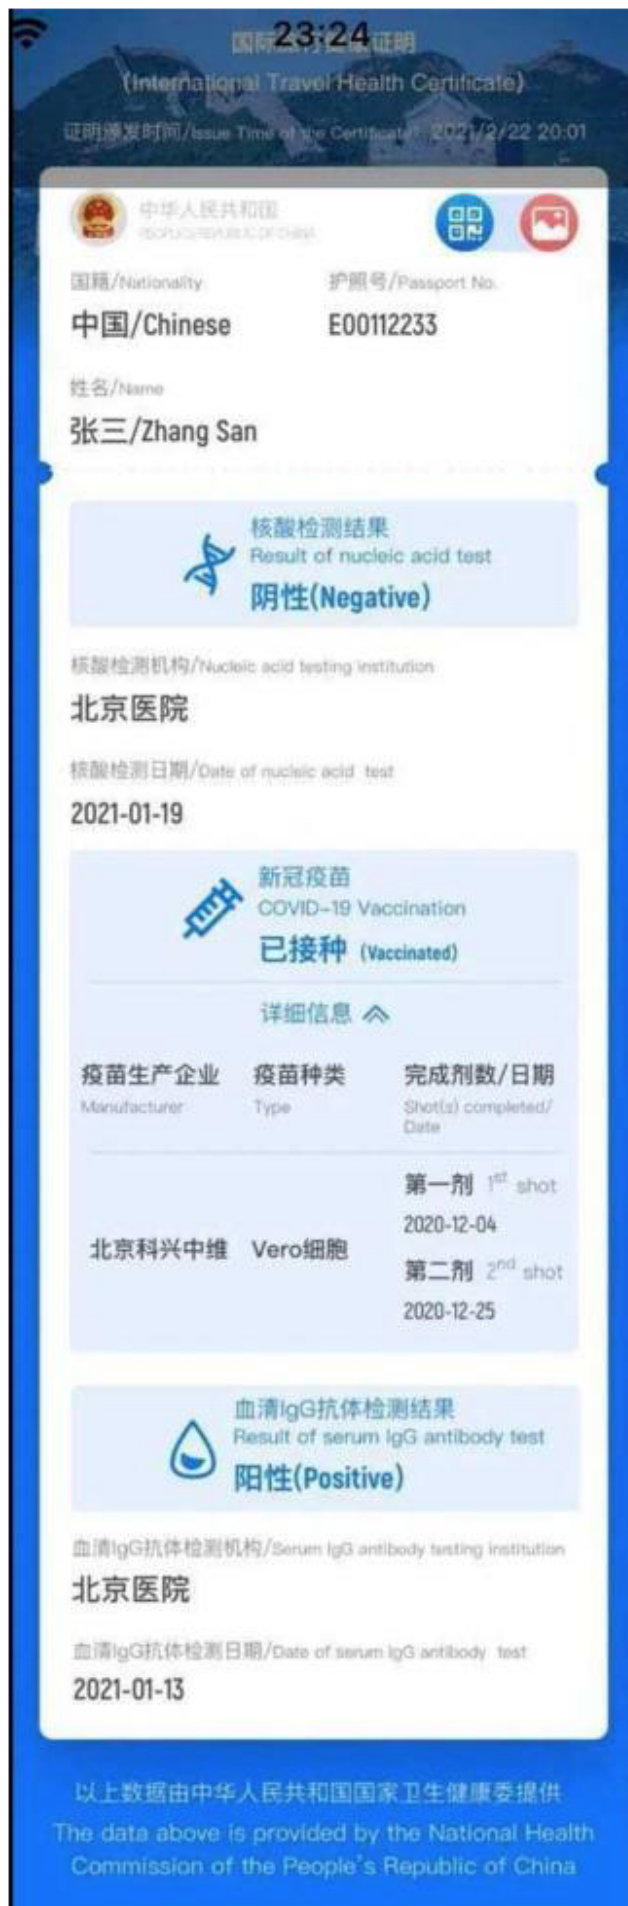 23:24
国际旅行健康证明
(International Travel Health Certificate)
证明颁发时间/Issue Time of the Certificate: 2021/2/22 20:01
中华人民共和国
PEOPLE'S REPUBLIC OF CHINA
国籍/Nationality 护照号/Passport No.
中国/Chinese E00112233
姓名/Name
张三/Zhang San
核酸检测结果
Result of nucleic acid test
阴性(Negative)
核酸检测机构/Nucleic acid testing institution
北京医院
核酸检测日期/Date of nucleic acid test
2021-01-19
新冠疫苗
COVID-19 Vaccination
已接种 (Vaccinated)
详细信息
疫苗生产企业 疫苗种类 完成剂数/日期
Manufacturer Type Shot(s) completed/
Date
第一剂 1st shot
2020-12-04
北京科兴中维 Vero细胞
第二剂 2nd shot
2020-12-25
血清IgG抗体检测结果
Result of serum IgG antibody test
阳性(Positive)
血清IgG抗体检测机构/Serum IgG antibody testing institution
北京医院
血清IgG抗体检测日期/Date of serum IgG antibody test
2021-01-13
以上数据由中华人民共和国国家卫生健康委提供
The data above is provided by the National Health
Commission of the People's Republic of China